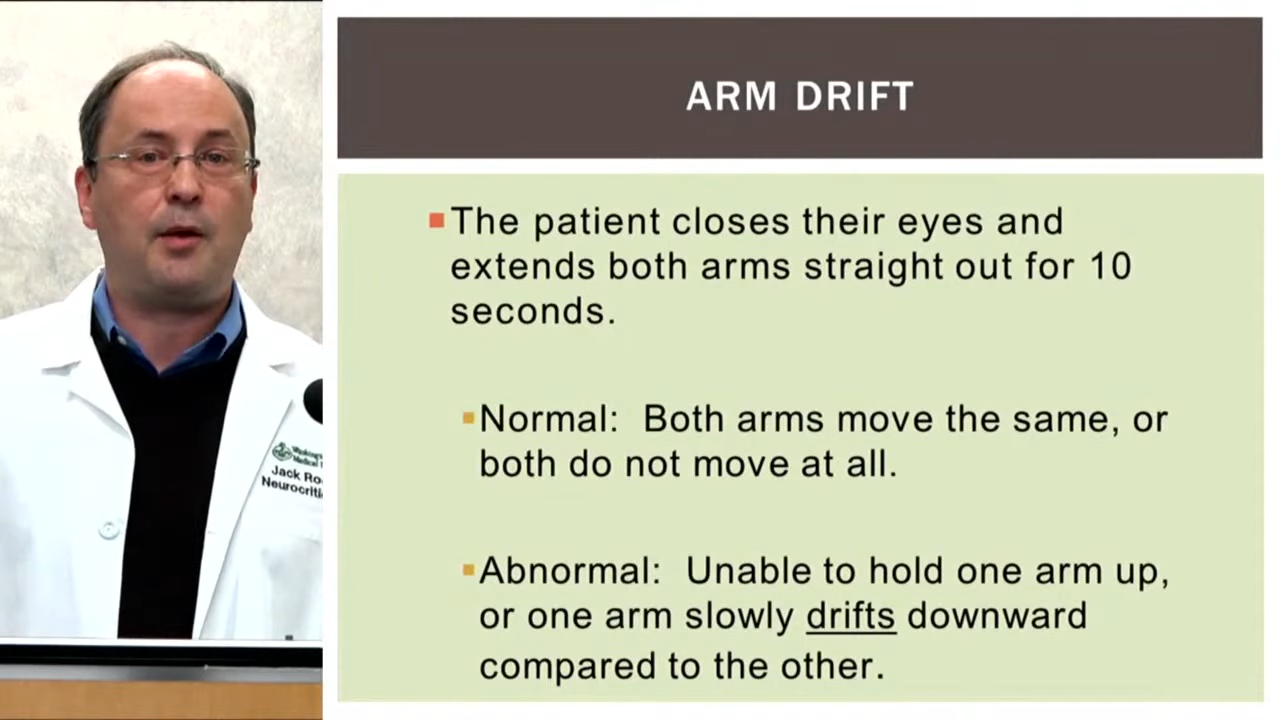 ARM DRIFT
The patient closes their eyes and
extends both arms straight out for 10
seconds.
Normal: Both arms move the same, or
both do not move at all.
Abnormal: Unable to hold one arm up,
or one arm slowly drifts downward
compared to the other.
Medical
Jack